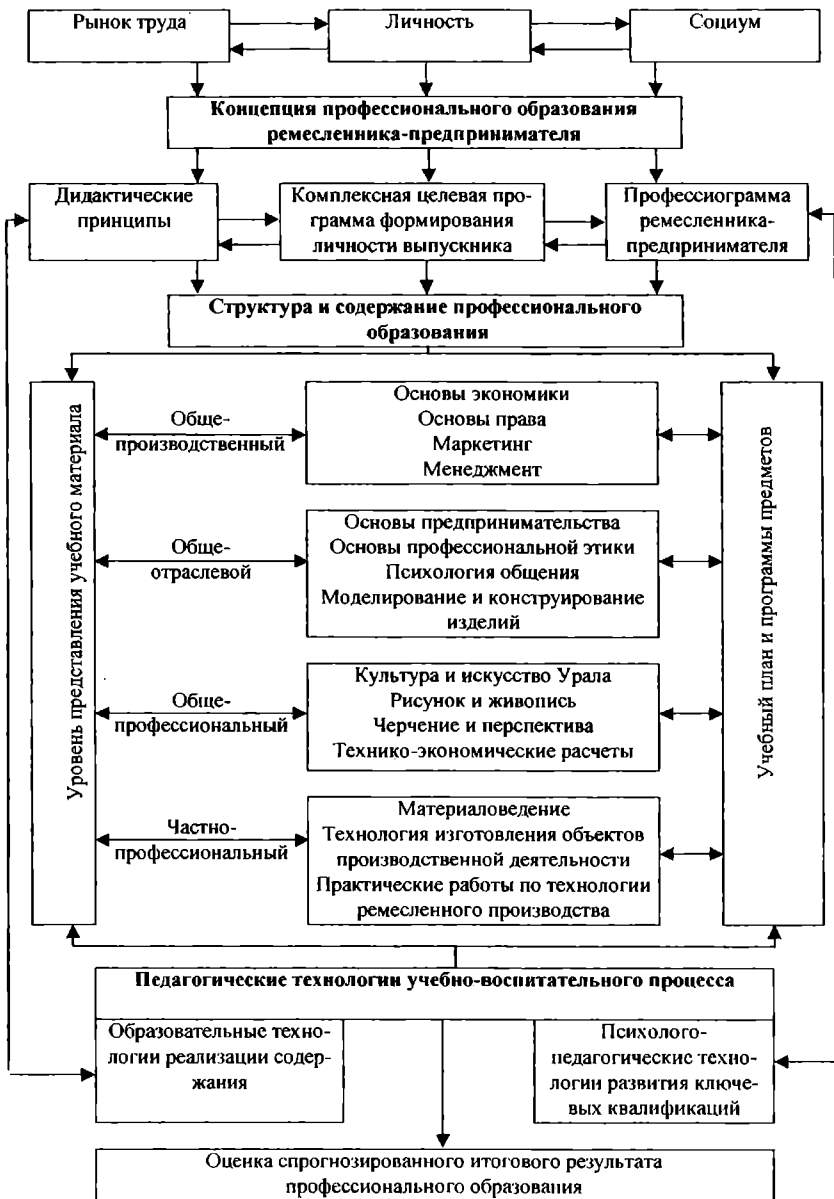 Рынок труда
Личность
Социум
Концепция профессионального образования
ремесленника-предпринимателя
Дидактические
принципы
Комплексная целевая про-
грамма формирования
личности выпускника
Профессиограмма
ремесленника-
предпринимателя
Структура и содержание профессионального
образования
Уровень представления учебного материала
Обще-
производственный
Основы экономики
Основы права
Маркетинг
Менеджмент
Обще-
отраслевой
Основы предпринимательства
Основы профессиональной этики
Психология общения
Моделирование и конструирование
изделий
Обще-
профессиональный
Культура и искусство Урала
Рисунок и живопись
Черчение и перспектива
Технико-экономические расчеты
Частно-
профессиональный
Материаловедение
Технология изготовления объектов
производственной деятельности
Практические работы по технологии
ремесленного производства
Учебный план и программы предметов
Педагогические технологии учебно-воспитательного процесса
Образовательные техно-
логии реализации содер-
жания
Психолого-
педагогические техно-
логии развития ключе-
вых квалификаций
Оценка спрогнозированного итогового результата
профессионального образования